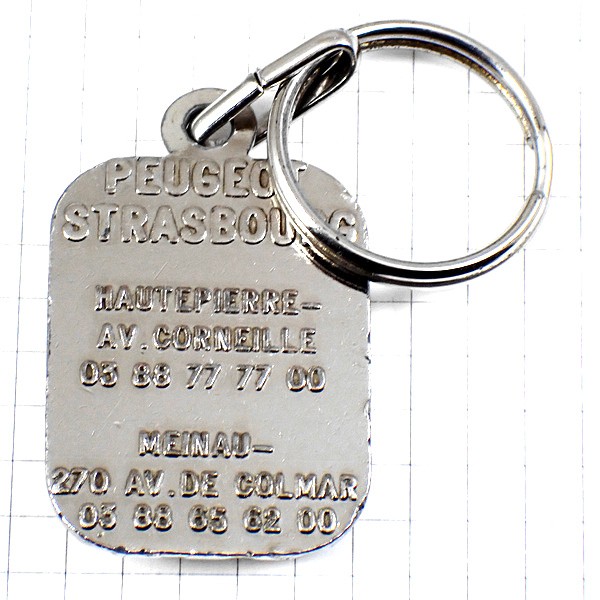 PEUGEOT
STRASBOURG
HAUTEPIERRE-
AV. CORNEILLE
03 88 77 77 00
MEINAU-
270 AV. DE COLMAR
03 88 65 62 00